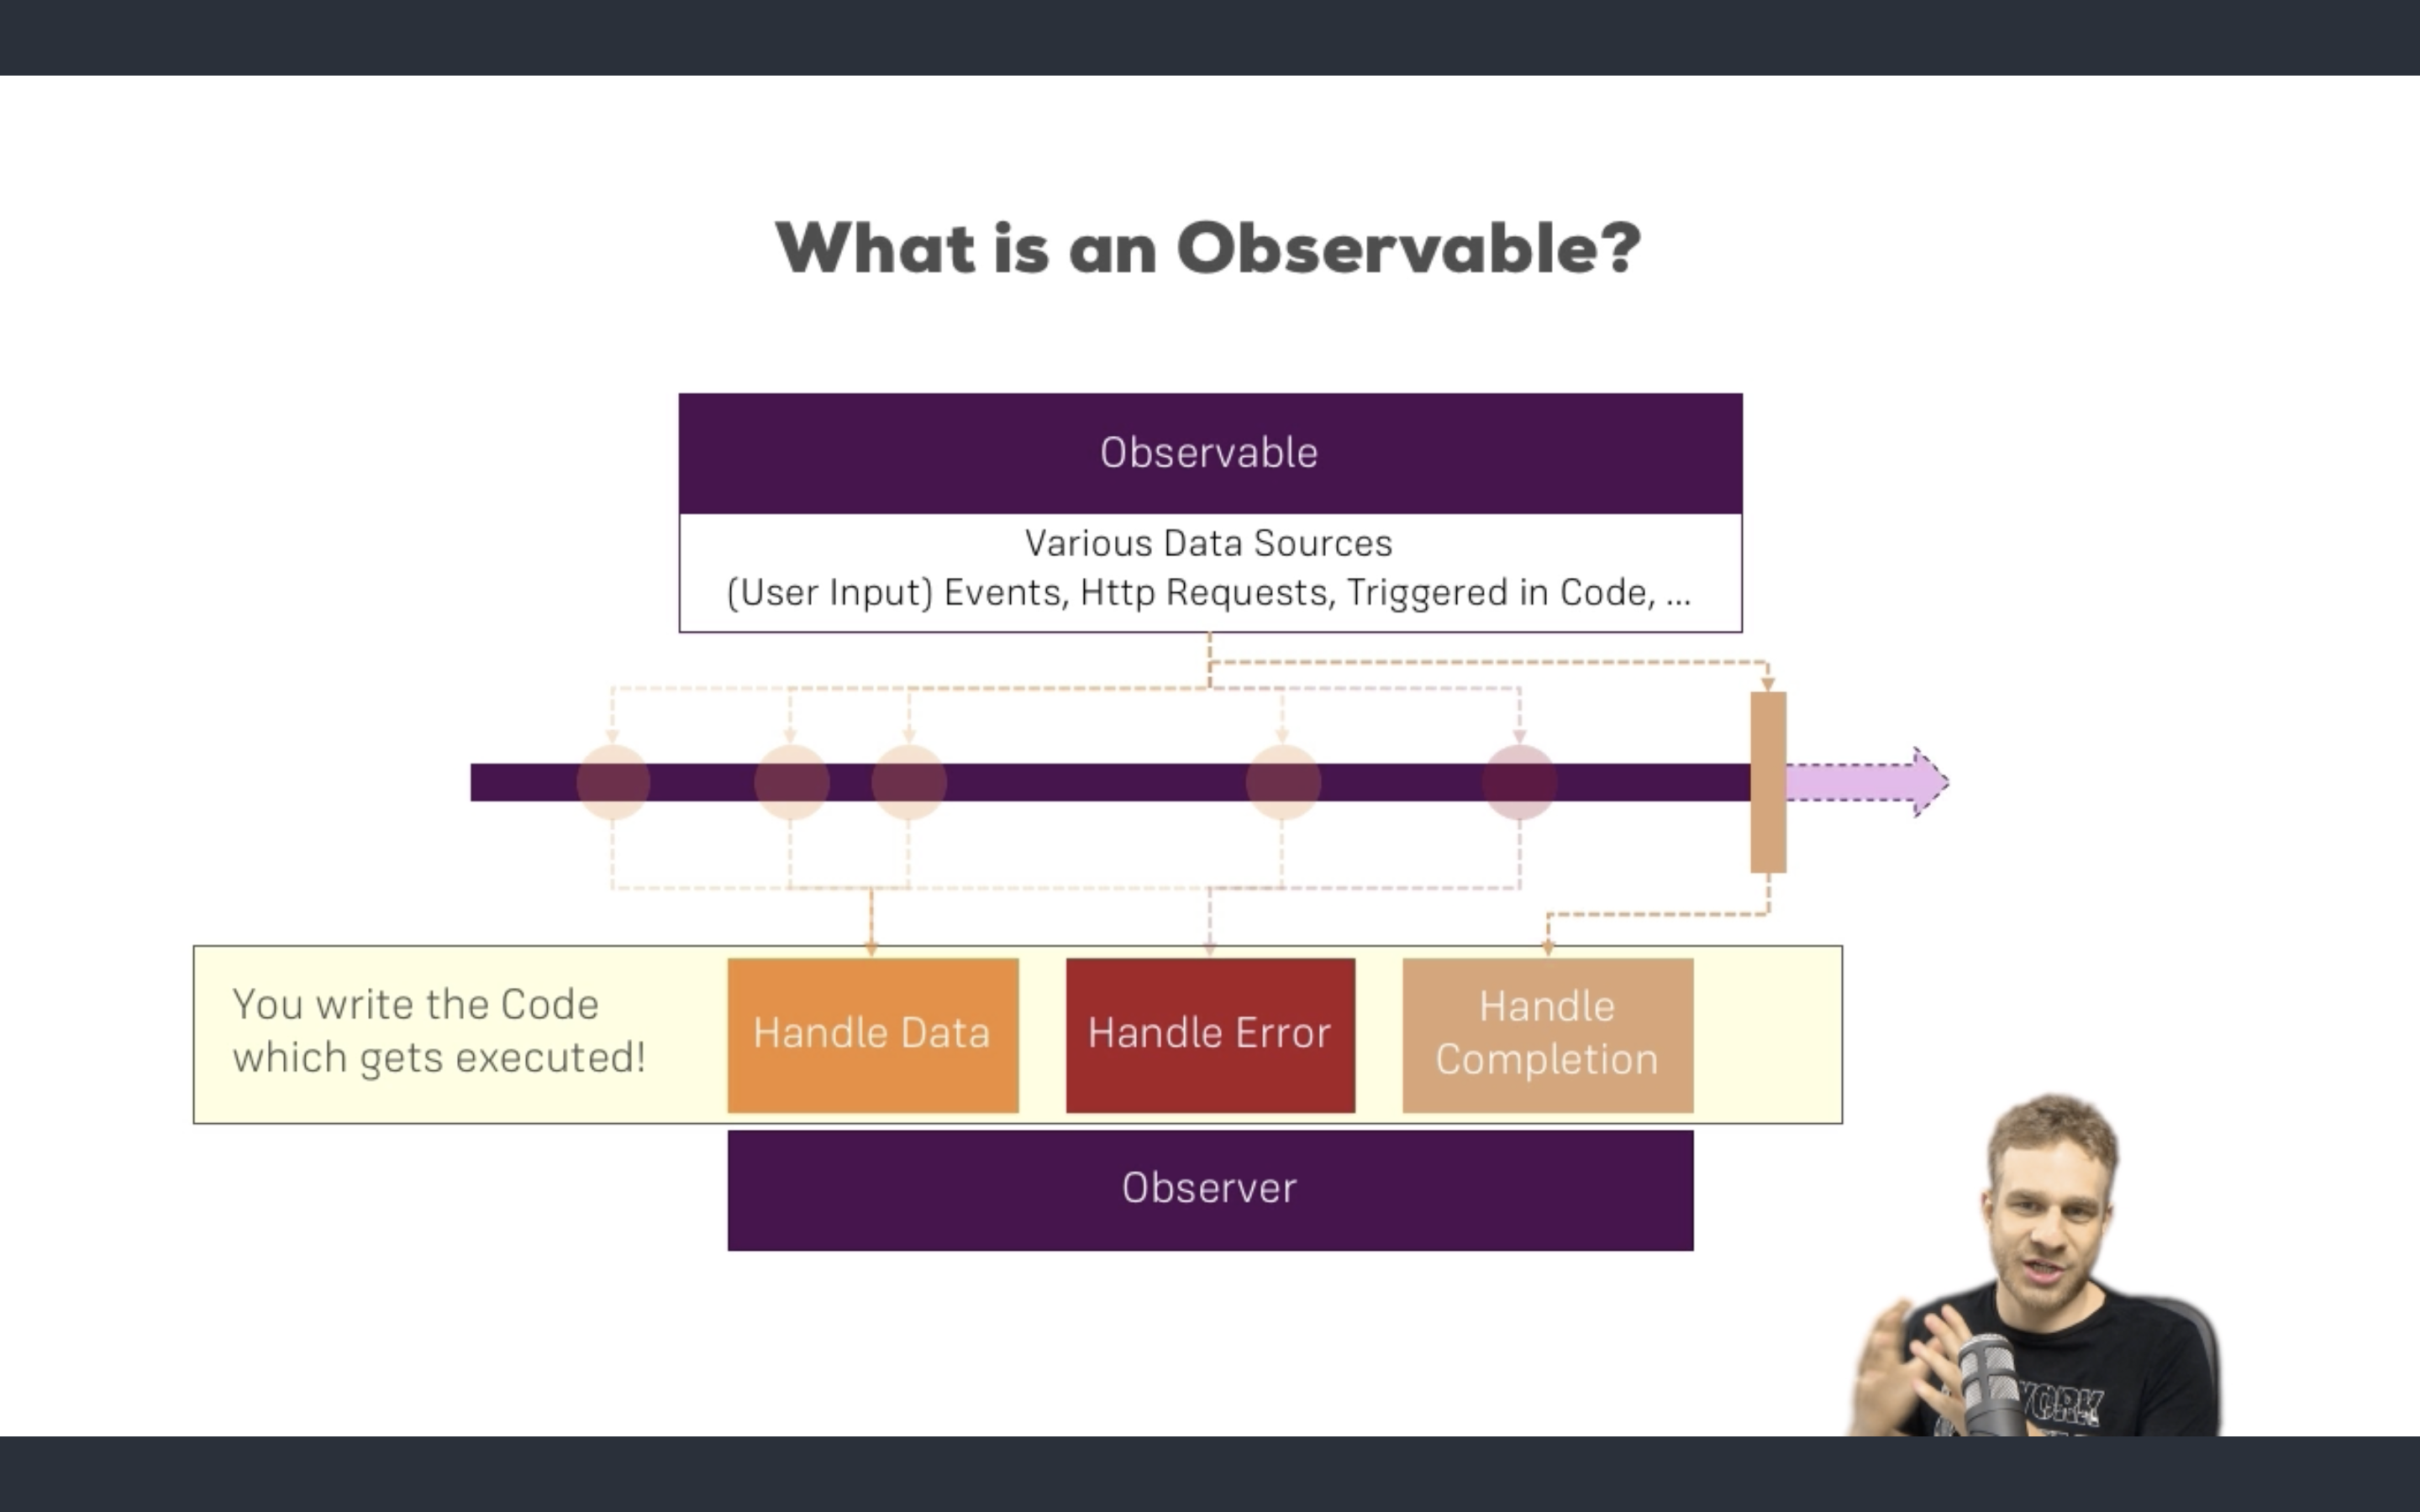 What is an Observable?
Observable
Various Data Sources
(User Input) Events, Http Requests, Triggered in Code, ...
You write the Code
which gets executed!
Handle Data
Handle Error
Handle
Completion
Observer